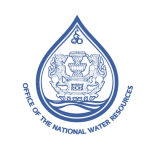 OFFICE OF THE NATIONAL WATER RESOURCES